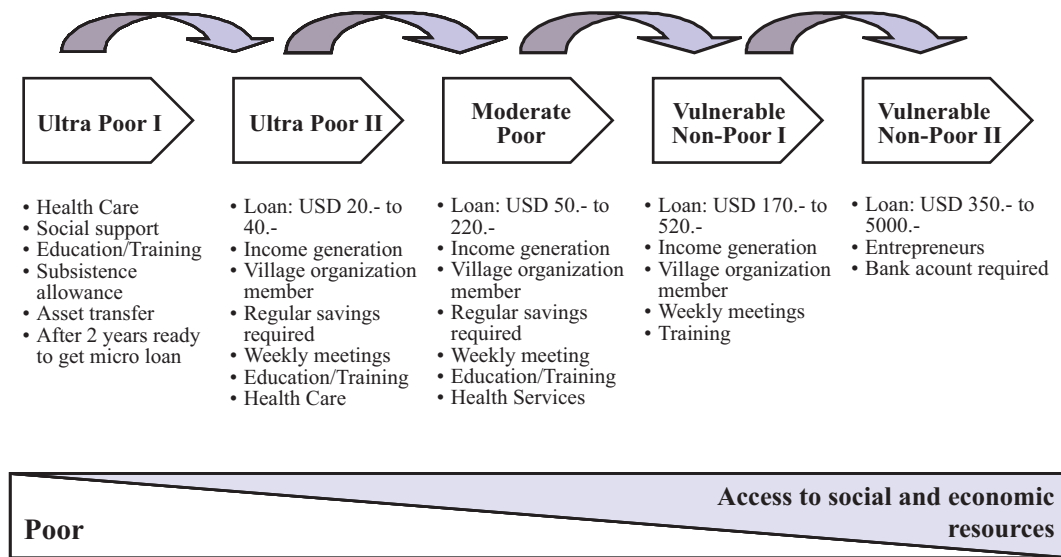 Ultra Poor I
Ultra Poor II
Moderate
Poor
Vulnerable
Non-Poor I
Vulnerable
Non-Poor II
• Health Care
• Social support
• Education/Training
• Subsistence
allowance
• Asset transfer
• After 2 years ready
to get micro loan
• Loan: USD 20.- to
40.-
• Income generation
• Village organization
member
• Regular savings
required
• Weekly meetings
• Education/Training
• Health Care
• Loan: USD 50.- to
220.-
• Income generation
• Village organization
member
• Regular savings
required
• Weekly meeting
• Education/Training
• Health Services
• Loan: USD 170.- to
520.-
• Income generation
• Village organization
member
• Weekly meetings
• Training
• Loan: USD 350.- to
5000.-
• Entrepreneurs
• Bank acount required
Poor
Access to social and economic
resources